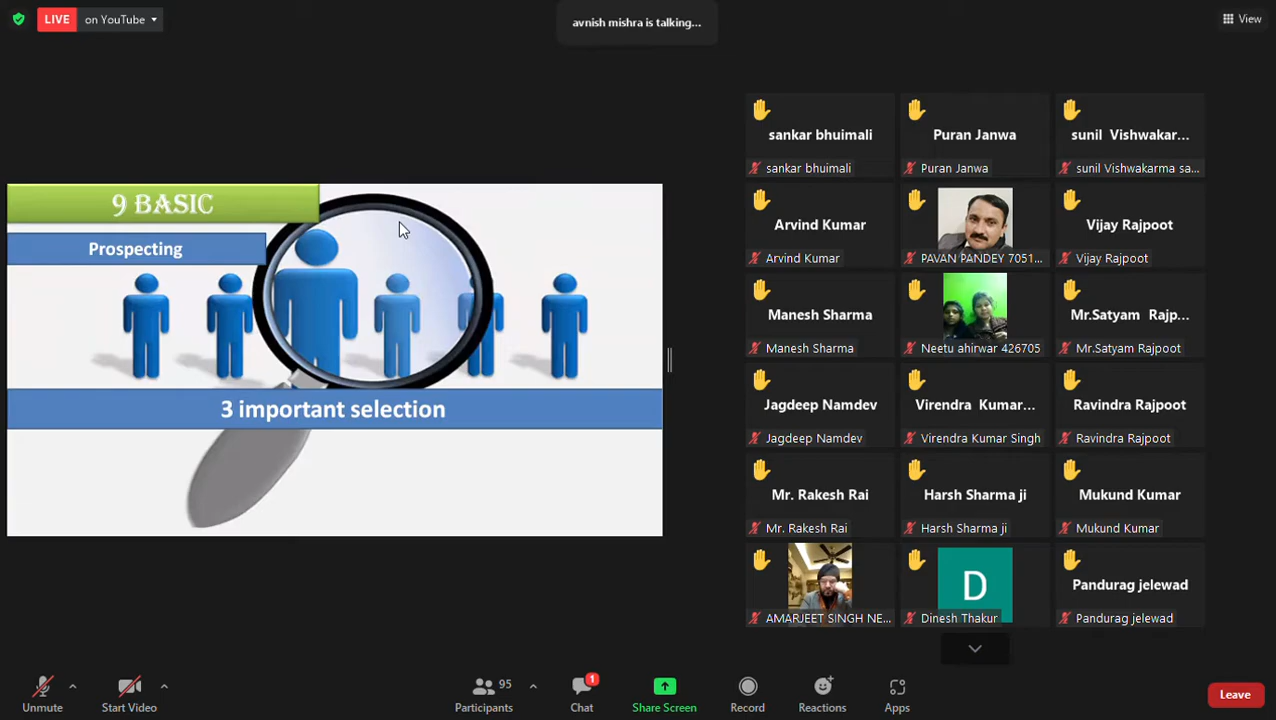 LIVE on YouTube
avnish mishra is talking...
View
9 BASIC
Prospecting
3 important selection
sankar bhuimali
sankar bhuimali
Puran Janwa
Puran Janwa
sunil Vishwakar...
sunil Vishwakarma sa...
Arvind Kumar
Arvind Kumar
PAVAN PANDEY 7051...
Vijay Rajpoot
Vijay Rajpoot
Manesh Sharma
Manesh Sharma
Neetu ahirwar 426705
Mr.Satyam Rajp...
Mr.Satyam Rajpoot
Jagdeep Namdev
Jagdeep Namdev
Virendra Kumar...
Virendra Kumar Singh
Ravindra Rajpoot
Ravindra Rajpoot
Mr. Rakesh Rai
Mr. Rakesh Rai
Harsh Sharma ji
Harsh Sharma ji
Mukund Kumar
Mukund Kumar
AMARJEET SINGH NE...
D
Dinesh Thakur
Pandurag jelewad
Pandurag jelewad
Unmute
Start Video
95
Participants
1
Chat
Share Screen
Record
Reactions
Apps
Leave